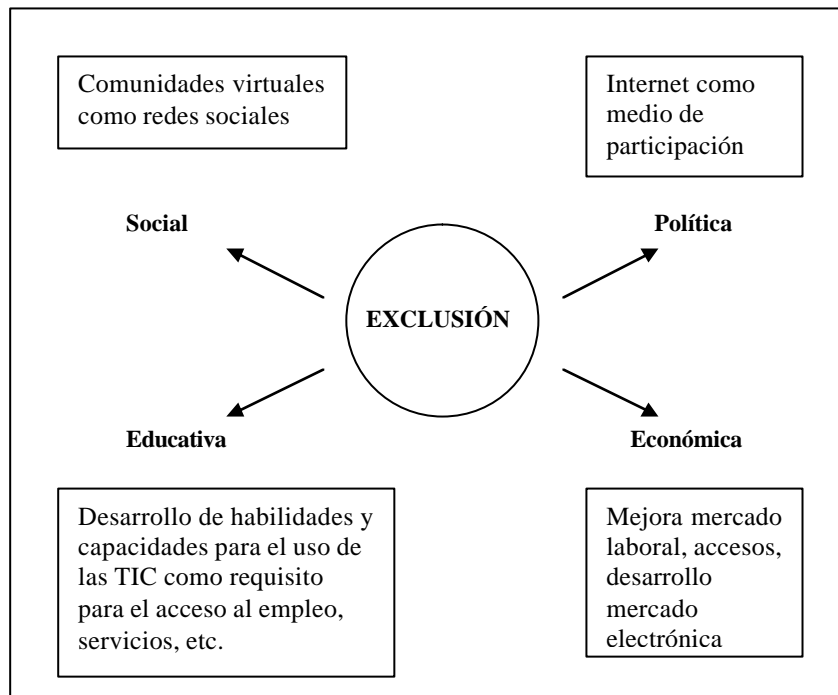 Comunidades virtuales
como redes sociales
Internet como
medio de
participación
Social
Política
EXCLUSIÓN
Educativa
Económica
Desarrollo de habilidades y
capacidades para el uso de
las TIC como requisito
para el acceso al empleo,
servicios, etc.
Mejora mercado
laboral, accesos,
desarrollo
mercado
electrónica